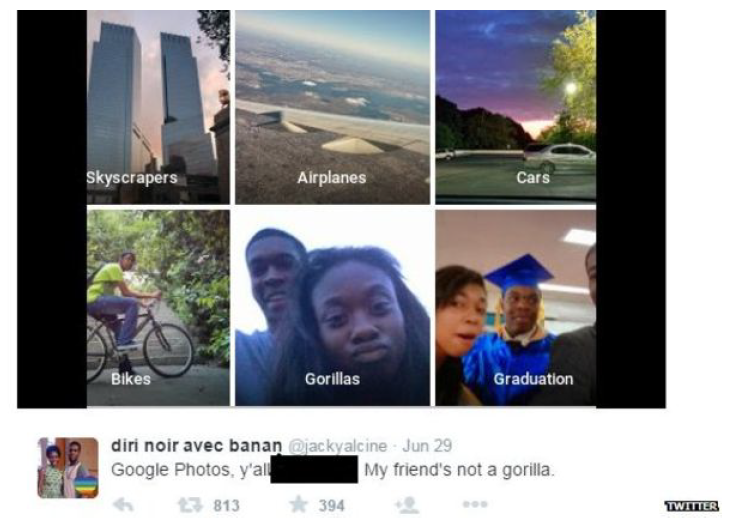 Skyscrapers
Airplanes
Cars
Bikes
Gorillas
Graduation
diri noir avec banan @jackyalcine · Jun 29
Google Photos, y'all My friend's not a gorilla.
813
394
TWITTER